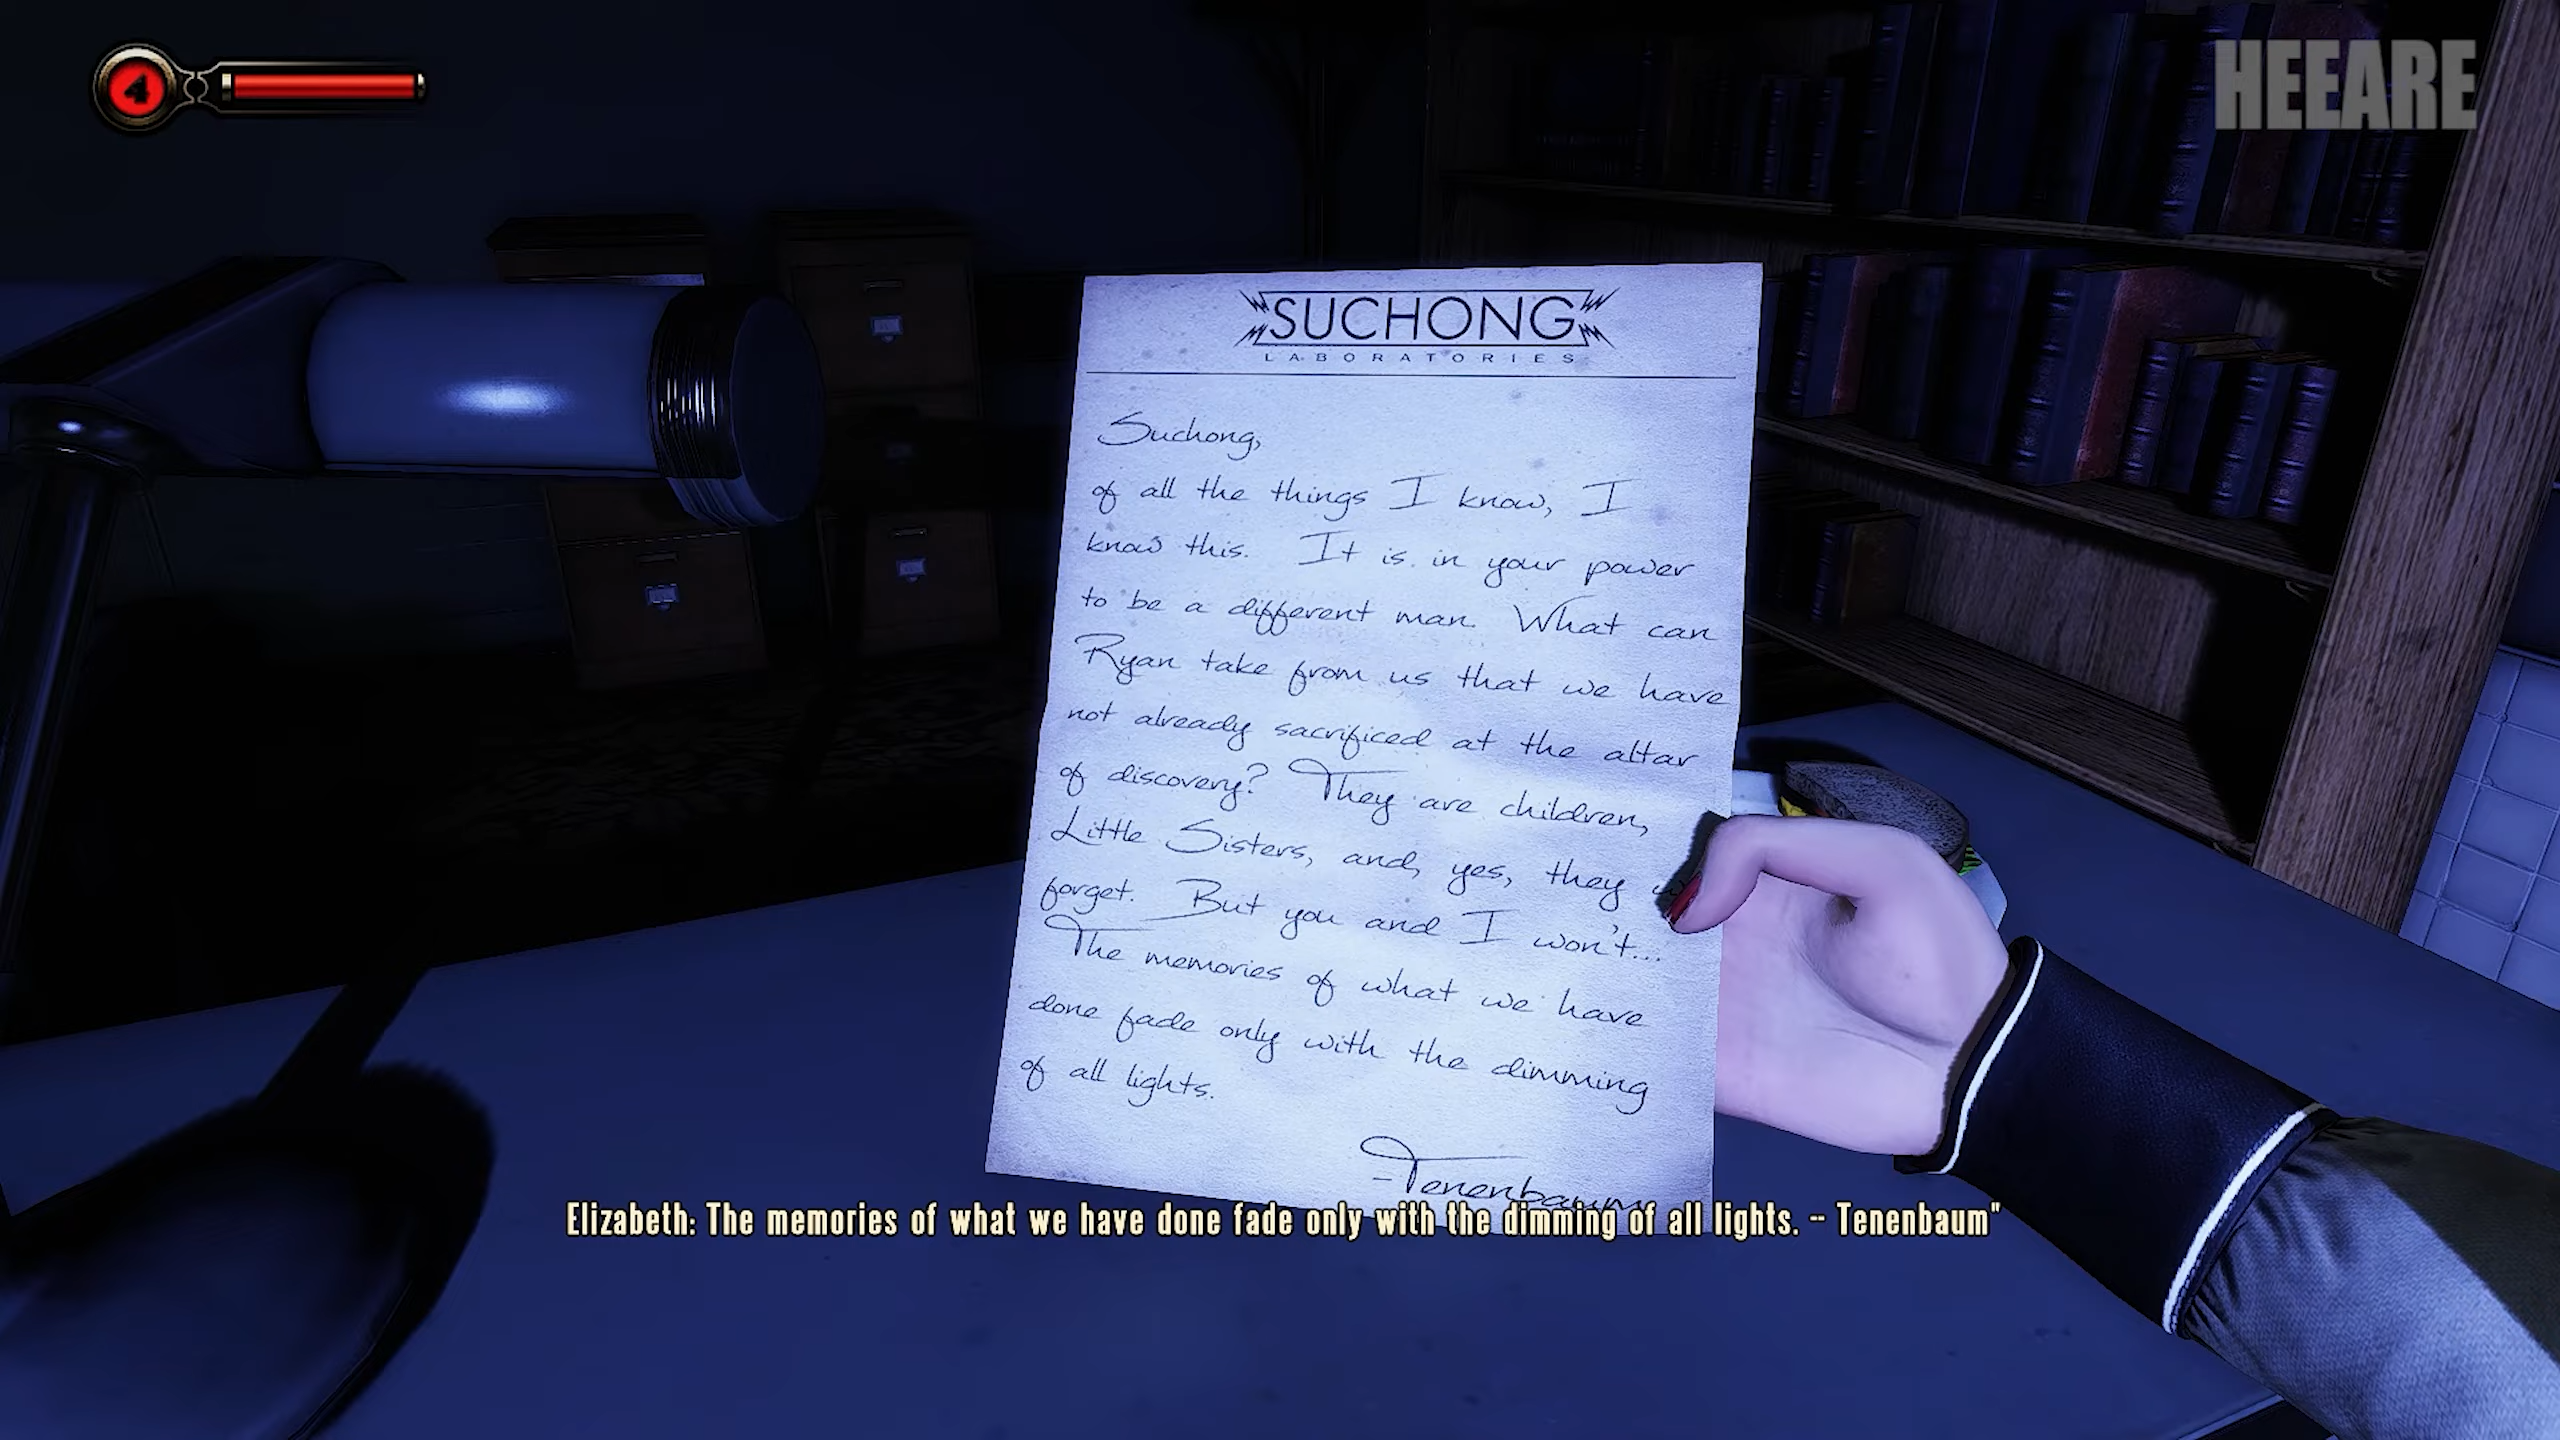 4
HEEARE
SUCHONG
LABORATORIES
Suchong,
of all the things I know, I
know this. It is in your power
to be a different man. What can
Ryan take from us that we have
not already sacrificed at the altar
of discovery? They are children,
Little Sisters, and, yes, they
forget. But you and I won't...
The memories of what we have
done fade only with the dimming
of all lights.
-Tenenbaum
Elizabeth: The memories of what we have done fade only with the dimming of all lights. -- Tenenbaum"